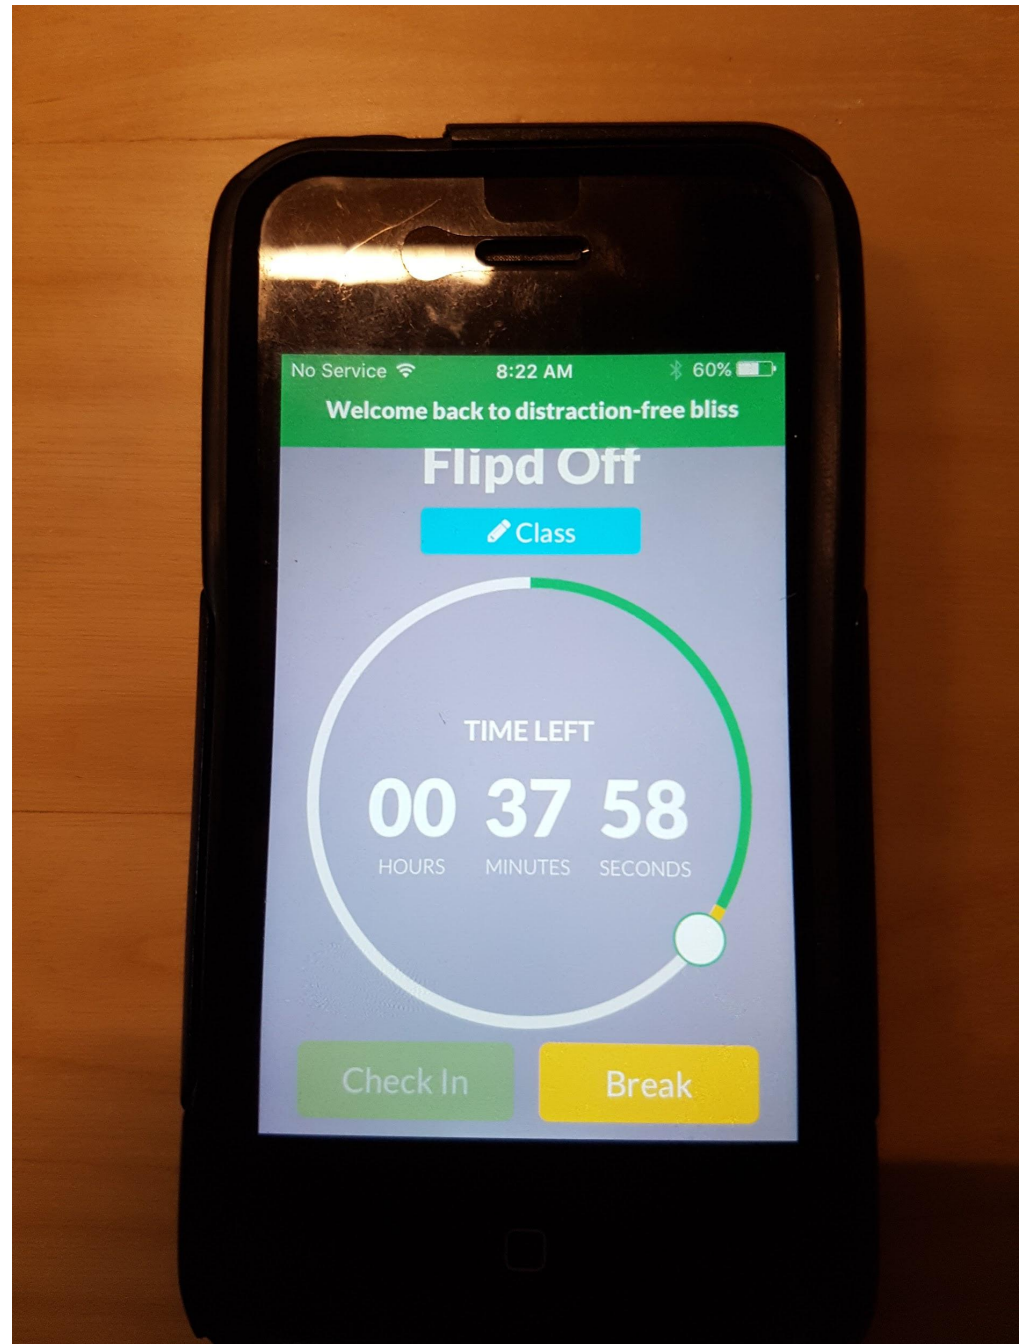 No Service 8:22 AM 60%
Welcome back to distraction-free bliss
Flipd Off
Class
TIME LEFT
00 37 58
HOURS MINUTES SECONDS
Check In Break